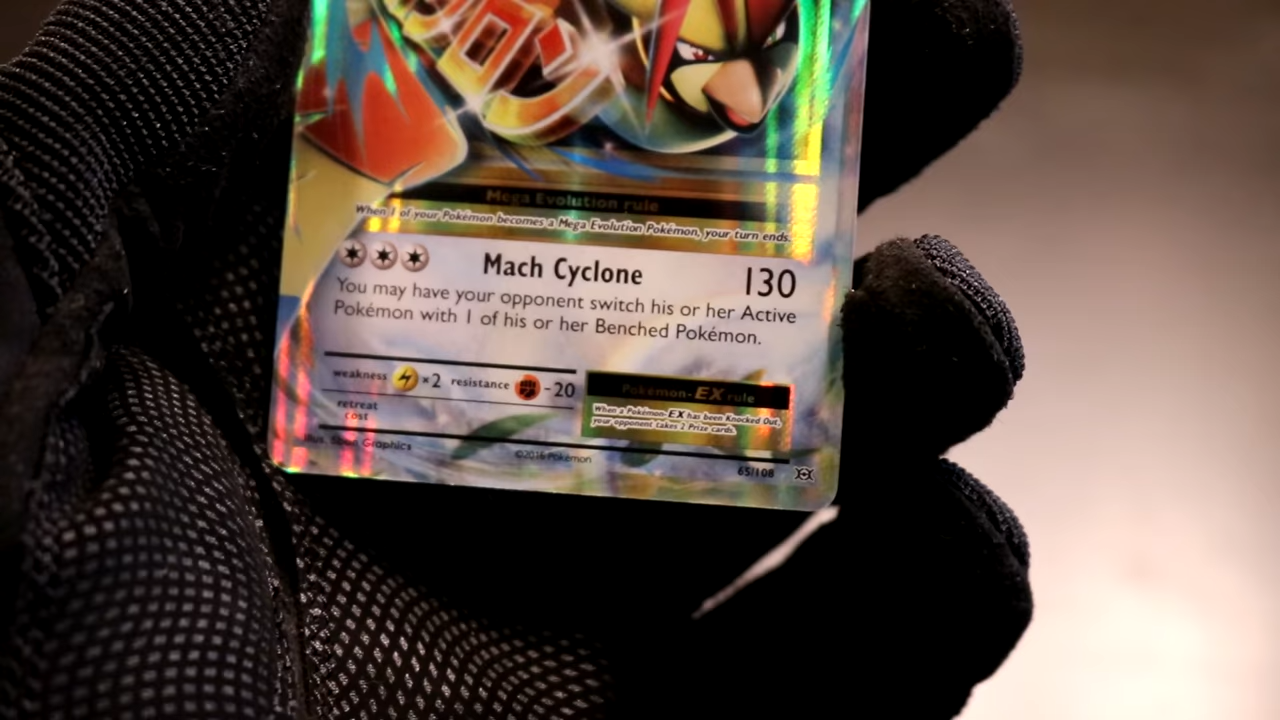 Mega Evolution rule
When 1 of your Pokémon becomes a Mega Evolution Pokémon, your turn ends.
Mach Cyclone 130
You may have your opponent switch his or her Active
Pokémon with 1 of his or her Benched Pokémon.
weakness ×2 resistance -20
retreat
cost
Pokémon-EX rule
When a Pokémon-EX has been Knocked Out,
your opponent takes 2 Prize cards.
Illus. 5ban Graphics
©2016 Pokémon
65/108